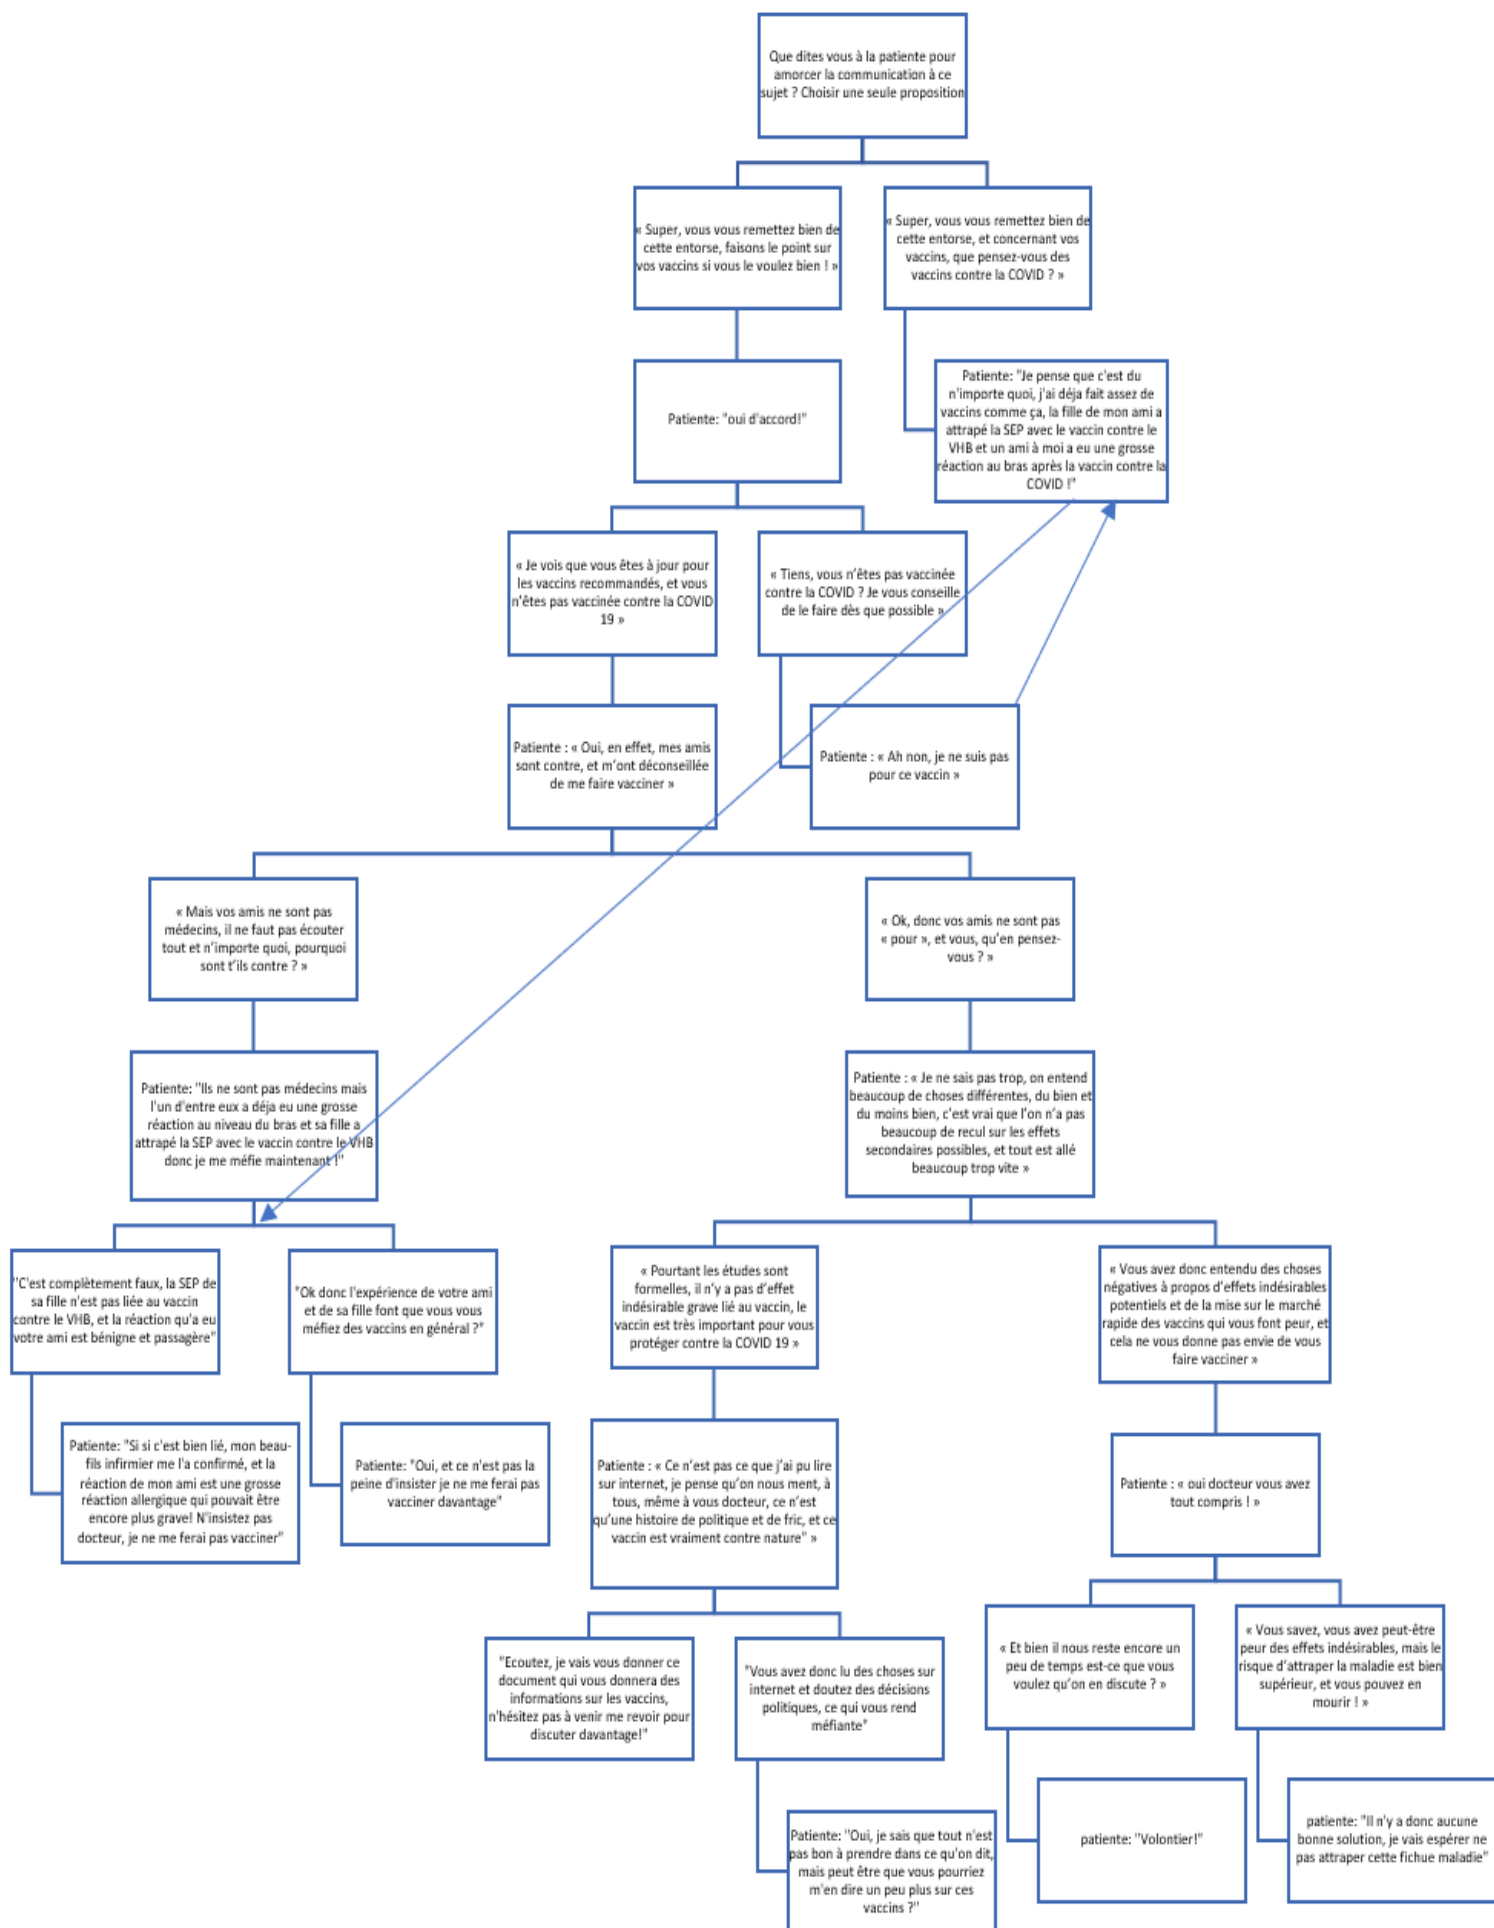 Que dites vous à la patiente pour
amorcer la communication à ce
sujet ? Choisir une seule proposition
« Super, vous vous remettez bien de
cette entorse, faisons le point sur
vos vaccins si vous le voulez bien ! »
« Super, vous vous remettez bien de
cette entorse, et concernant vos
vaccins, que pensez-vous des
vaccins contre la COVID ? »
Patiente: "oui d'accord!"
Patiente: "Je pense que c'est du
n'importe quoi, j'ai déja fait assez de
vaccins comme ça, la fille de mon ami a
attrapé la SEP avec le vaccin contre le
VHB et un ami à moi a eu une grosse
réaction au bras après la vaccin contre la
COVID !"
« Je vois que vous êtes à jour pour
les vaccins recommandés, et vous
n'êtes pas vaccinée contre la COVID
19 »
« Tiens, vous n'êtes pas vaccinée
contre la COVID ? Je vous conseille
de le faire dès que possible »
Patiente : « Oui, en effet, mes amis
sont contre, et m'ont déconseillée
de me faire vacciner »
Patiente : « Ah non, je ne suis pas
pour ce vaccin »
« Mais vos amis ne sont pas
médecins, il ne faut pas écouter
tout et n'importe quoi, pourquoi
sont t'ils contre ? »
« Ok, donc vos amis ne sont pas
« pour », et vous, qu'en pensez-
vous ? »
Patiente: "Ils ne sont pas médecins mais
l'un d'entre eux a déja eu une grosse
réaction au niveau du bras et sa fille a
attrapé la SEP avec le vaccin contre le VHB
donc je me méfie maintenant !"
Patiente : « Je ne sais pas trop, on entend
beaucoup de choses différentes, du bien et
du moins bien, c'est vrai que l'on n'a pas
beaucoup de recul sur les effets
secondaires possibles, et tout est allé
beaucoup trop vite »
"C'est complètement faux, la SEP de
sa fille n'est pas liée au vaccin
contre le VHB, et la réaction qu'a eu
votre ami est bénigne et passagère"
"Ok donc l'expérience de votre ami
et de sa fille font que vous vous
méfiez des vaccins en général ?"
« Pourtant les études sont
formelles, il n'y a pas d'effet
indésirable grave lié au vaccin, le
vaccin est très important pour vous
protéger contre la COVID 19 »
« Vous avez donc entendu des choses
négatives à propos d'effets indésirables
potentiels et de la mise sur le marché
rapide des vaccins qui vous font peur, et
cela ne vous donne pas envie de vous
faire vacciner »
Patiente: "Si si c'est bien lié, mon beau-
fils infirmier me l'a confirmé, et la
réaction de mon ami est une grosse
réaction allergique qui pouvait être
encore plus grave! N'insistez pas
docteur, je ne me ferai pas vacciner"
Patiente: "Oui, et ce n'est pas la
peine d'insister je ne me ferai pas
vacciner davantage"
Patiente : « Ce n'est pas ce que j'ai pu lire
sur internet, je pense qu'on nous ment, à
tous, même à vous docteur, ce n'est
qu'une histoire de politique et de fric, et ce
vaccin est vraiment contre nature" »
Patiente : « oui docteur vous avez
tout compris ! »
"Ecoutez, je vais vous donner ce
document qui vous donnera des
informations sur les vaccins,
n'hésitez pas à venir me revoir pour
discuter davantage!"
"Vous avez donc lu des choses sur
internet et doutez des décisions
politiques, ce qui vous rend
méfiante"
« Et bien il nous reste encore un
peu de temps est-ce que vous
voulez qu'on en discute ? »
« Vous savez, vous avez peut-être
peur des effets indésirables, mais le
risque d'attraper la maladie est bien
supérieur, et vous pouvez en
mourir ! »
Patiente: "Oui, je sais que tout n'est
pas bon à prendre dans ce qu'on dit,
mais peut être que vous pourriez
m'en dire un peu plus sur ces
vaccins ?"
patiente: "Volontier!"
patiente: "Il n'y a donc aucune
bonne solution, je vais espérer ne
pas attraper cette fichue maladie"